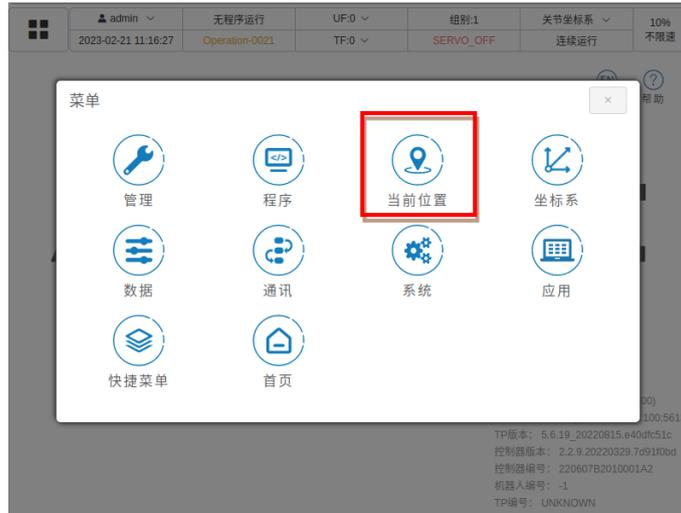 admin
无程序运行
UF:0
组别:1
关节坐标系
10%
不限速
2023-02-21 11:16:27
Operation-0021
TF:0
SERVO_OFF
连续运行
EN
帮助
菜单
×
管理
</>
程序
当前位置
坐标系
数据
通讯
系统
应用
快捷菜单
首页
00)
100:561
TP版本： 5.6.19_20220815.e40dfc51c
控制器版本： 2.2.9.20220329.7d91f0bd
控制器编号： 220607B2010001A2
机器人编号： -1
TP编号： UNKNOWN